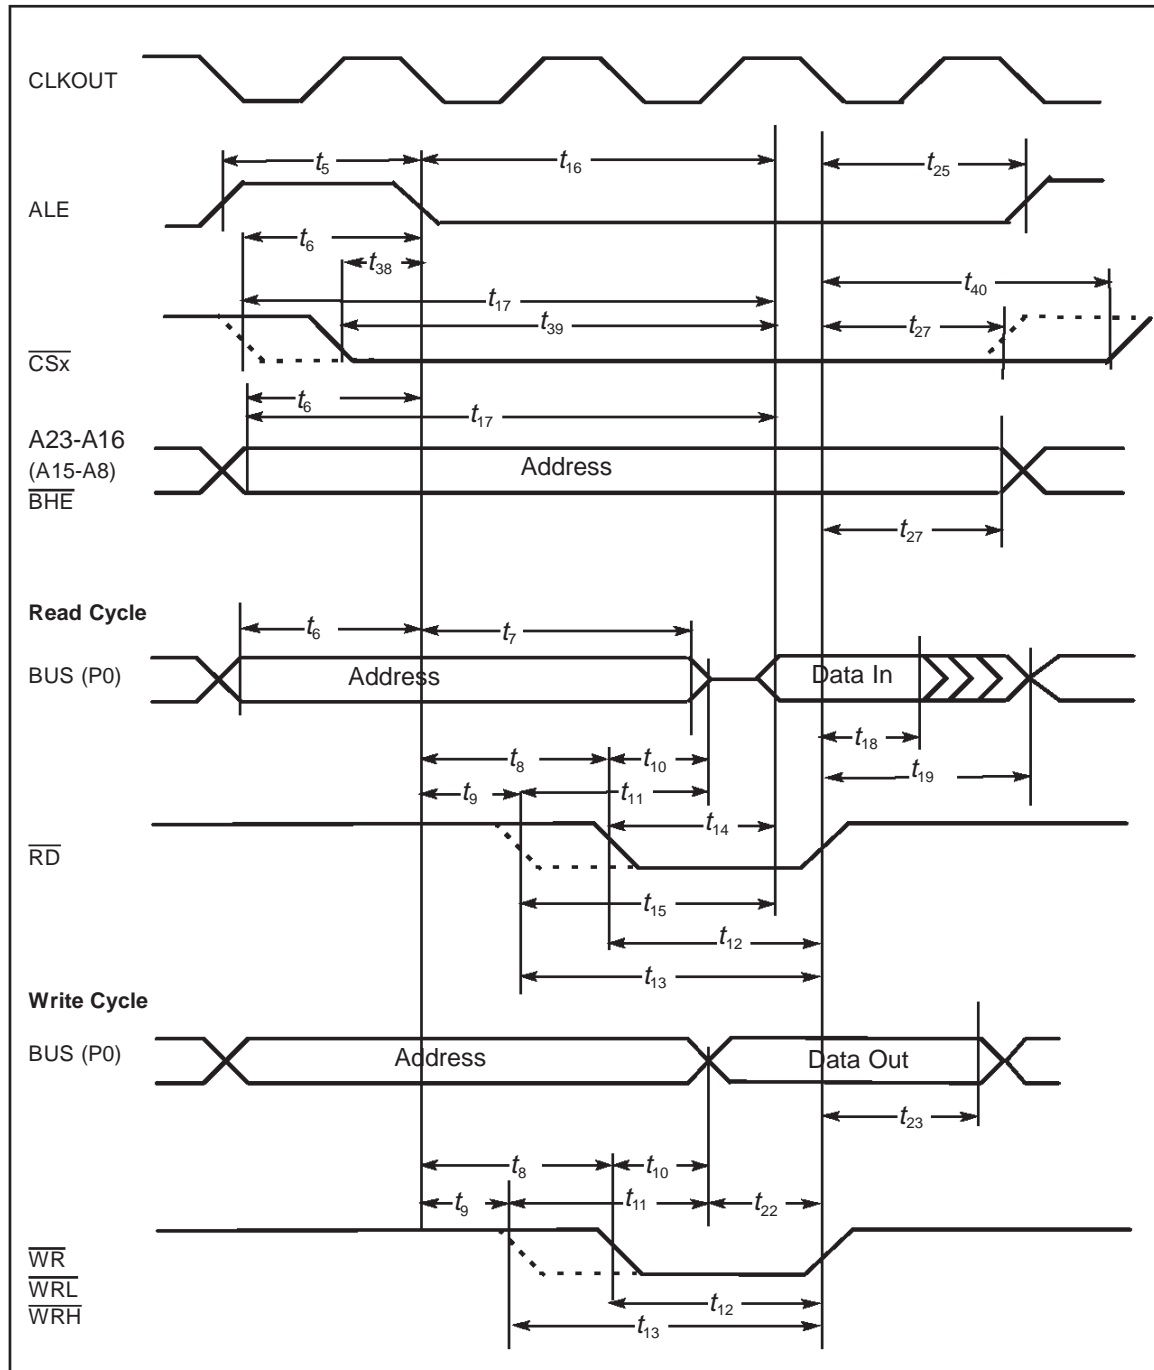 CLKOUT
t5 t16 t25
ALE
t6
t38
t40
t17
t39 t27
CSx
t6
t17
A23-A16
(A15-A8) Address
BHE
t27
Read Cycle
t6 t7
BUS (P0) Address Data In
t18
t8 t10
t19
t9 t11
t14
RD
t15
t12
t13
Write Cycle
BUS (P0) Address Data Out
t23
t8 t10
t9 t11 t22
WR
WRL
t12
WRH
t13